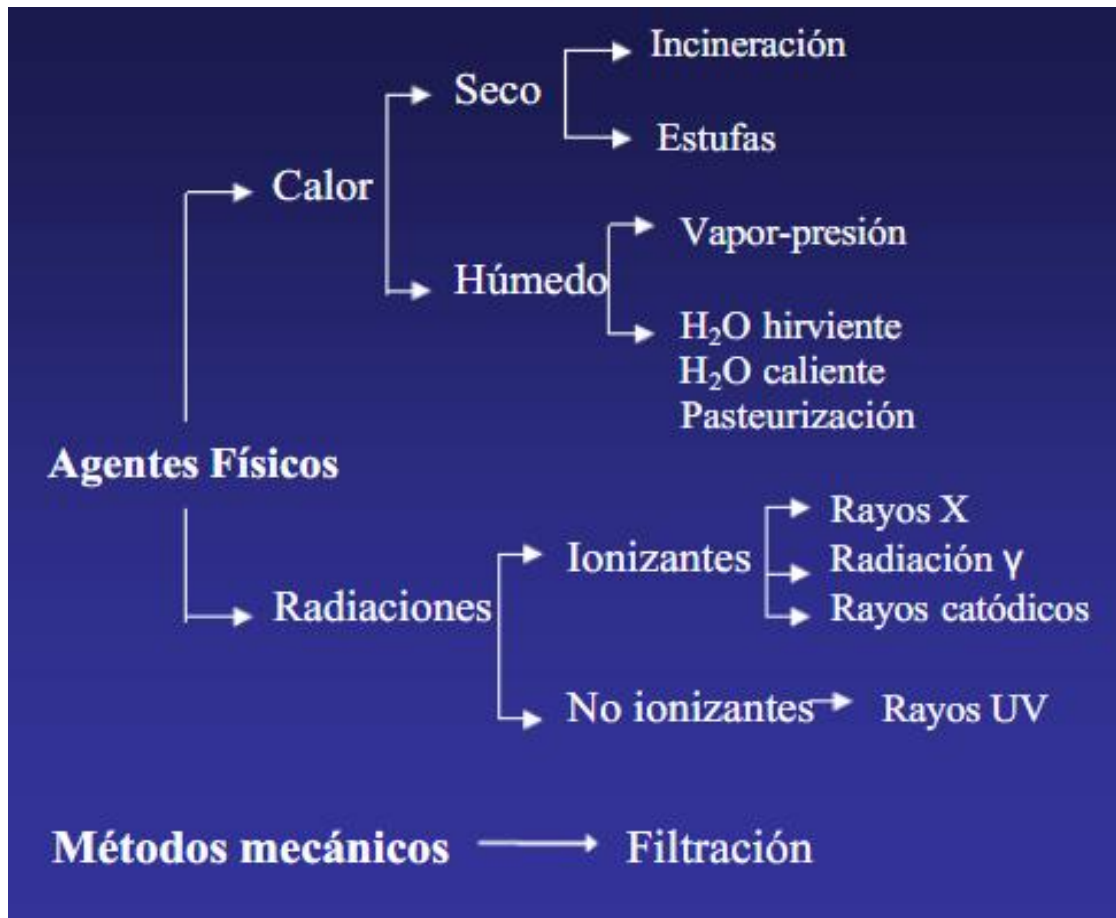 Incineración
Seco
Estufas
Calor
Vapor-presión
Húmedo
H₂O hirviente
H₂O caliente
Pasteurización
Agentes Físicos
Rayos X
Ionizantes
Radiación γ
Radiaciones
Rayos catódicos
No ionizantes
Rayos UV
Métodos mecánicos
Filtración